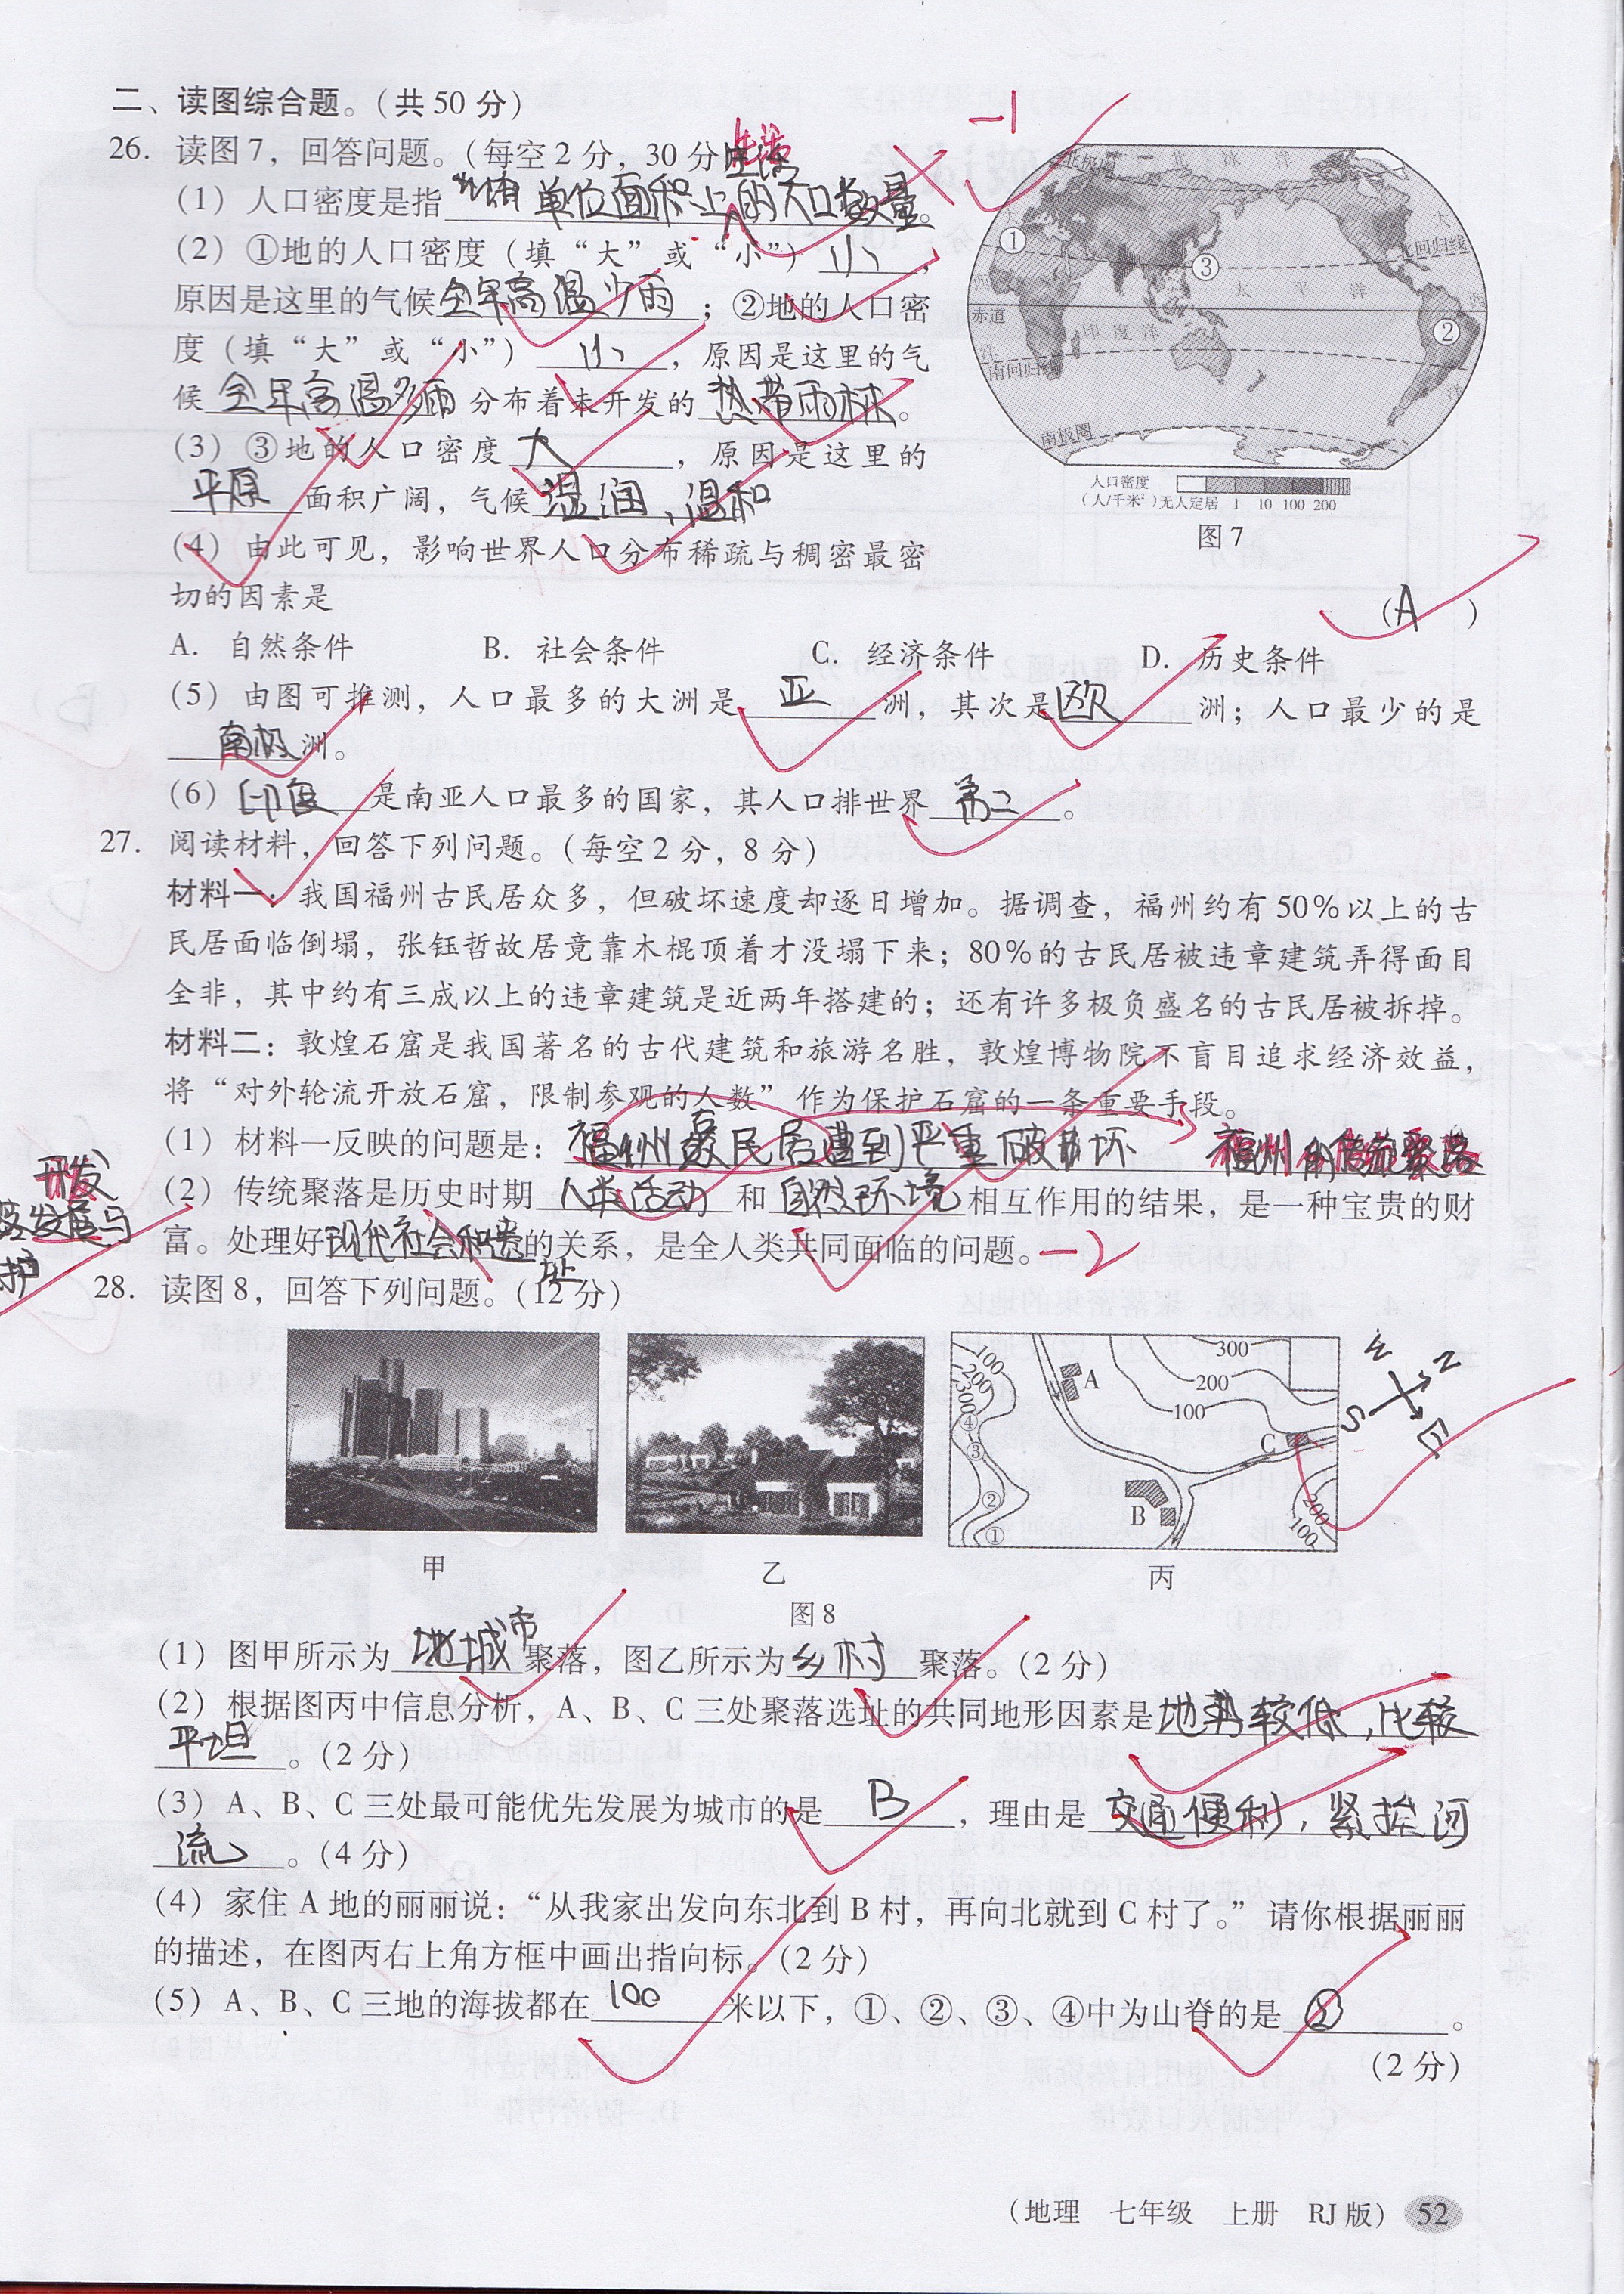 二、读图综合题。(共50分)
26. 读图7，回答问题。(每空2分，30分)
生活
-1
(1) 人口密度是指 单位面积上的人口数量。
(2) ①地的人口密度（填“大”或“小”） 小，
原因是这里的气候全年高温少雨；②地的人口密
度（填“大”或“小”） 小，原因是这里的气
候 全年高温多雨 分布着未开发的 热带雨林。
(3) ③地的人口密度 大，原因是这里的
平原 面积广阔，气候 湿润、温和
(4) 由此可见，影响世界人口分布稀疏与稠密最密
切的因素是
(A)
A. 自然条件 B. 社会条件 C. 经济条件 D. 历史条件
北极圈 北冰洋
大 大
北回归线
① ③
西 太平洋 西
赤道 印度洋 ②
洋 南回归线 洋
南极圈
人口密度
(人/千米²) 无人定居 1 10 100 200
图7
(5) 由图可推测，人口最多的大洲是 亚 洲，其次是 欧 洲；人口最少的是
南极洲。
(6) 印度 是南亚人口最多的国家，其人口排世界 第二。
27. 阅读材料，回答下列问题。(每空2分，8分)
材料一：我国福州古民居众多，但破坏速度却逐日增加。据调查，福州约有50%以上的古
民居面临倒塌，张钰哲故居竟靠木棍顶着才没塌下来；80%的古民居被违章建筑弄得面目
全非，其中约有三成以上的违章建筑是近两年搭建的；还有许多极负盛名的古民居被拆掉。
材料二：敦煌石窟是我国著名的古代建筑和旅游名胜，敦煌博物院不盲目追求经济效益，
将“对外轮流开放石窟，限制参观的人数”作为保护石窟的一条重要手段。
(1) 材料一反映的问题是：福州古民居遭到严重破坏 福州的传统聚落
(2) 传统聚落是历史时期 人类活动 和 自然环境 相互作用的结果，是一种宝贵的财
开发
发展与
护
富。处理好现代社会和遗址的关系，是全人类共同面临的问题。-2
28. 读图8，回答下列问题。(12分)
100 200 300 ④ ③ ② ①
A 300 200 100
C B
200 100
W N S E
甲 乙 丙
图8
(1) 图甲所示为 城市 聚落，图乙所示为 乡村 聚落。(2分)
(2) 根据图丙中信息分析，A、B、C三处聚落选址的共同地形因素是 地势较低，比较
平坦。(2分)
(3) A、B、C三处最可能优先发展为城市的是 B，理由是 交通便利，紧挨河
流。(4分)
(4) 家住A地的丽丽说：“从我家出发向东北到B村，再向北就到C村了。”请你根据丽丽
的描述，在图丙右上角方框中画出指向标。(2分)
(5) A、B、C三地的海拔都在 100 米以下，①、②、③、④中为山脊的是 ②。
(2分)
(地理 七年级 上册 RJ版) 52